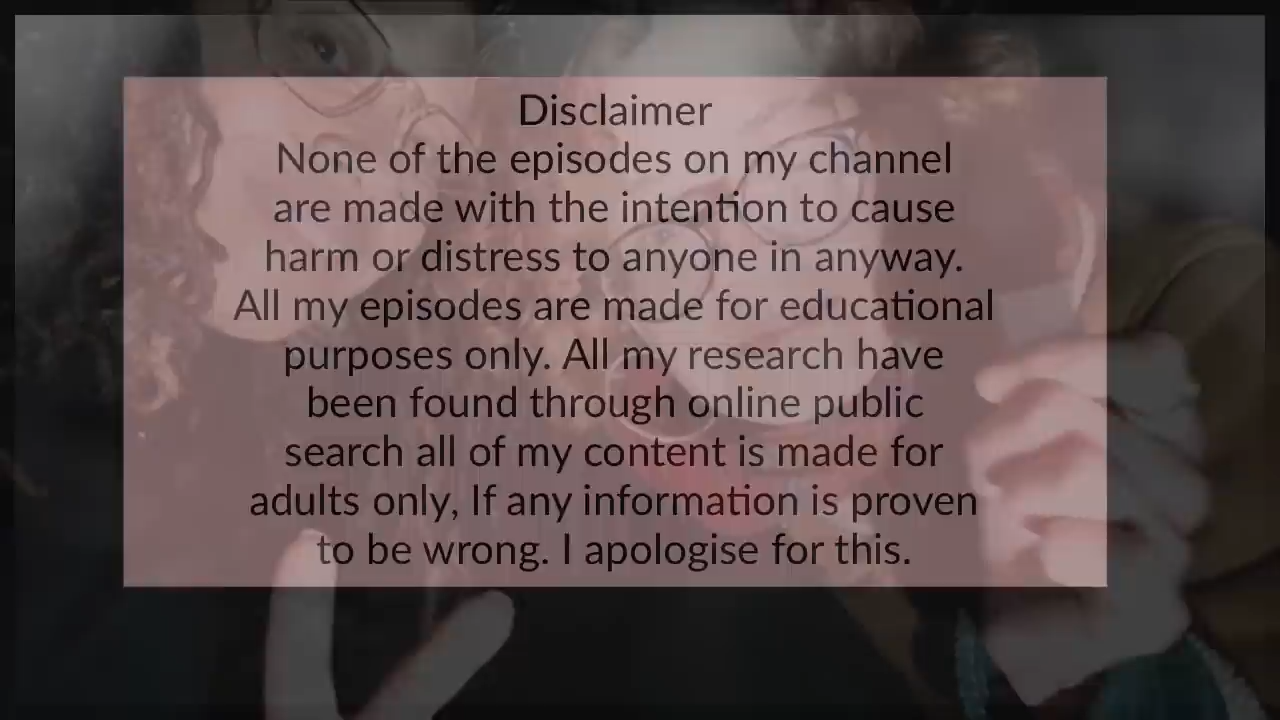 Disclaimer
None of the episodes on my channel
are made with the intention to cause
harm or distress to anyone in anyway.
All my episodes are made for educational
purposes only. All my research have
been found through online public
search all of my content is made for
adults only, If any information is proven
to be wrong. I apologise for this.